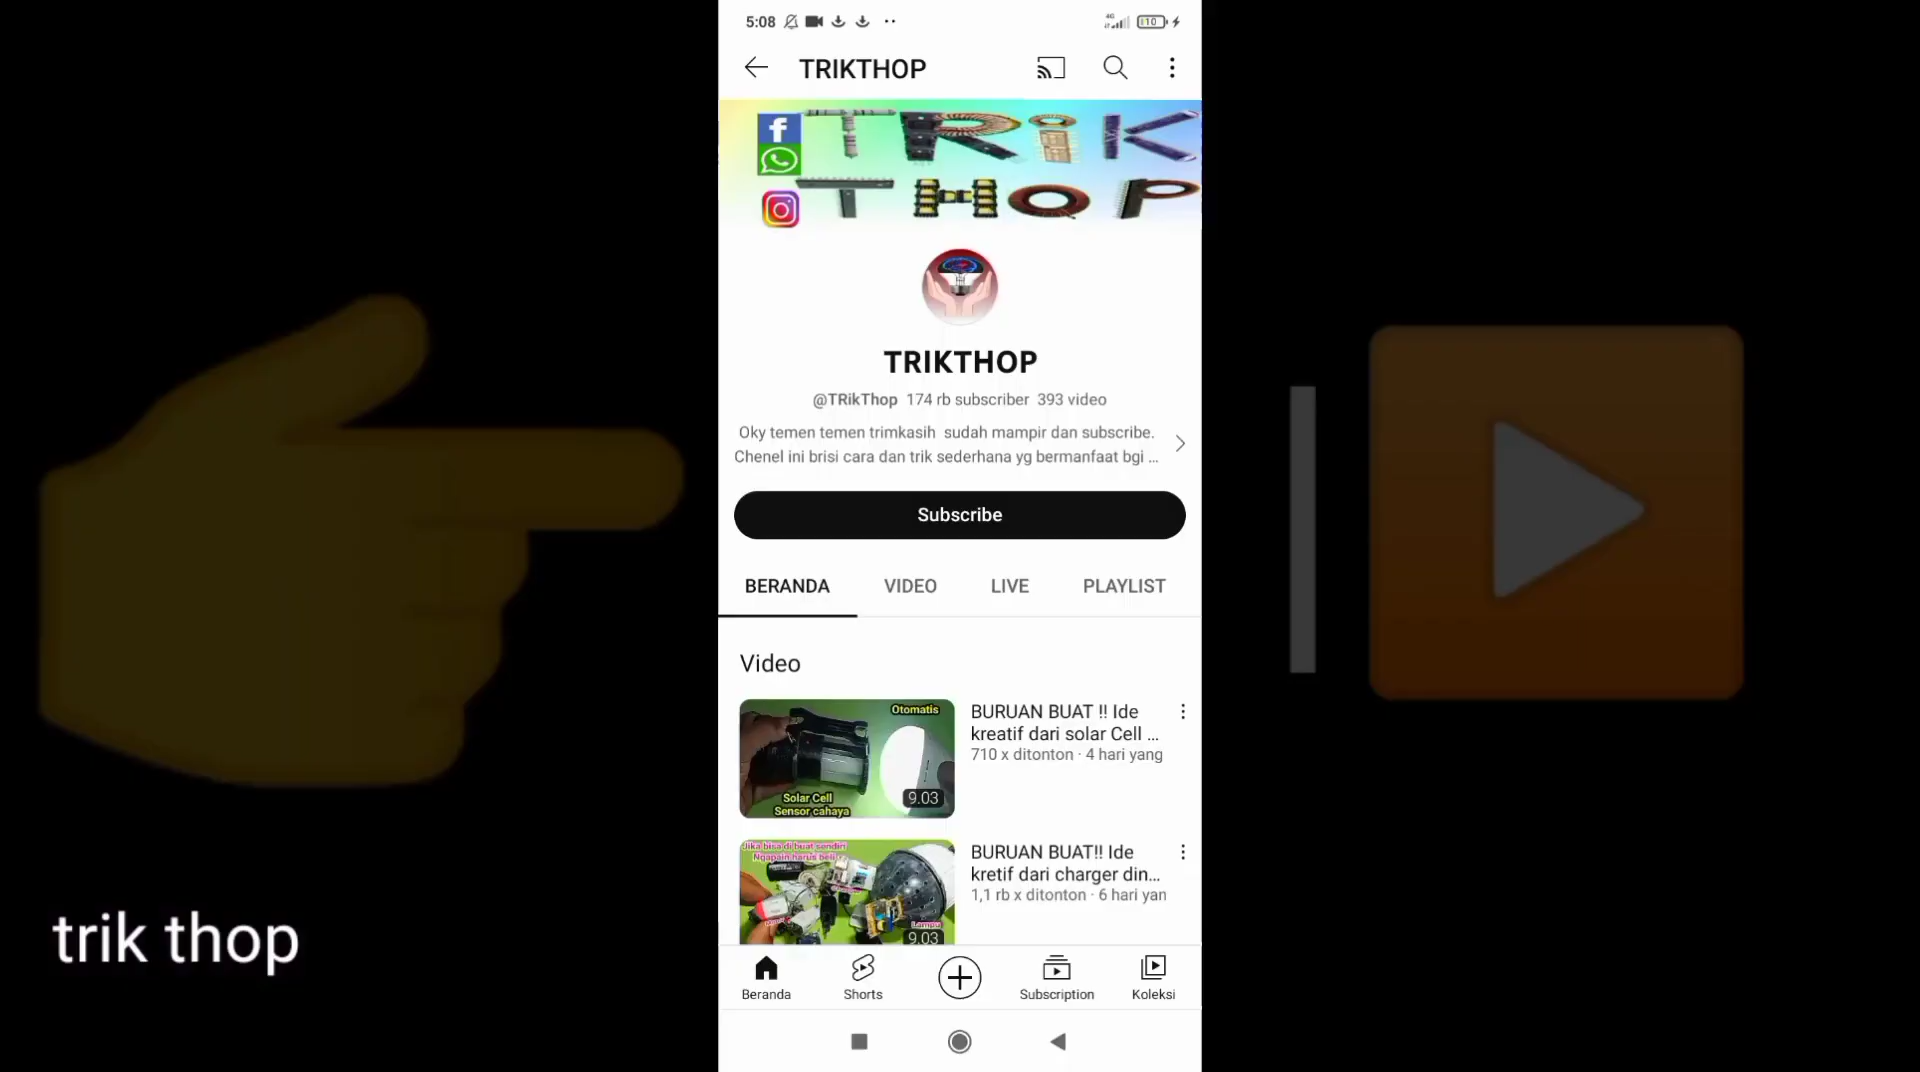 5:08
4G
10
TRIKTHOP
f
TRiK
THOP
TRIKTHOP
@TRikThop 174 rb subscriber 393 video
Oky temen temen trimkasih sudah mampir dan subscribe.
Chenel ini brisi cara dan trik sederhana yg bermanfaat bgi ...
Subscribe
BERANDA VIDEO LIVE PLAYLIST
Video
Otomatis
Solar Cell
Sensor cahaya
9.03
BURUAN BUAT !! Ide
kreatif dari solar Cell ...
710 x ditonton · 4 hari yang
Jika bisa di buat sendiri
Ngapain harus beli
Lampu
9.03
BURUAN BUAT!! Ide
kretif dari charger din...
1,1 rb x ditonton · 6 hari yan
trik thop
Beranda Shorts Subscription Koleksi